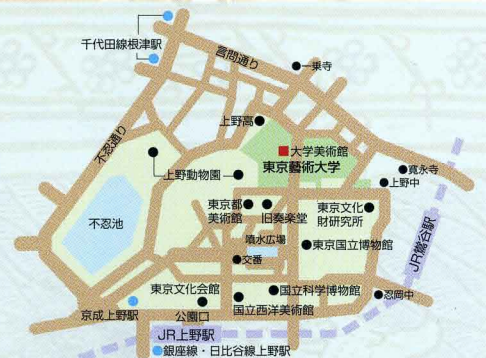 千代田線根津駅
言問通り
一乗寺
不忍通り
上野高
大学美術館
東京藝術大学
上野動物園
寛永寺
上野中
東京都
美術館
旧奏楽堂
東京文化
財研究所
不忍池
噴水広場
東京国立博物館
JR鶯谷駅
交番
東京文化会館
国立科学博物館
忍岡中
京成上野駅
公園口
国立西洋美術館
JR上野駅
銀座線・日比谷線上野駅